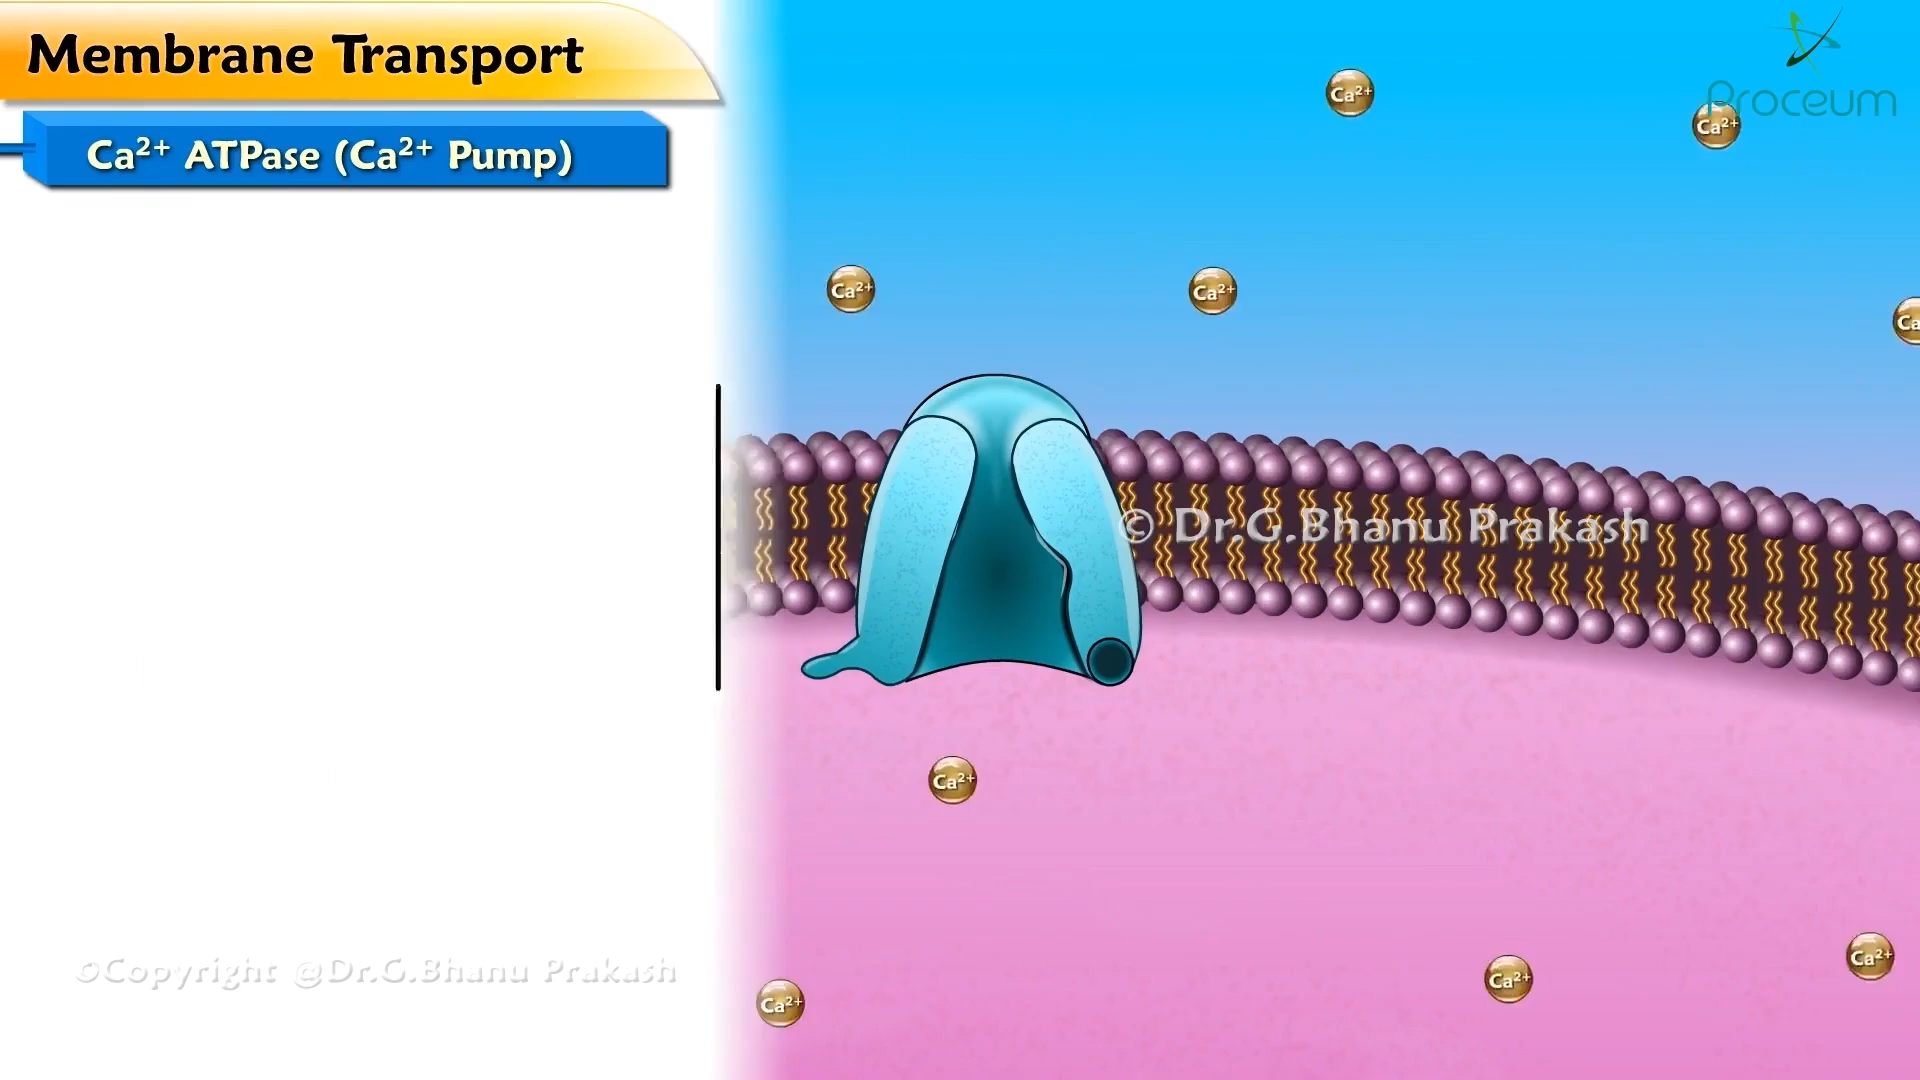 Membrane Transport
Ca²⁺ ATPase (Ca²⁺ Pump)
Proceum
Ca²⁺
Ca²⁺
Ca²⁺
Ca²⁺
Ca
© Dr.G.Bhanu Prakash
Ca²⁺
Ca²⁺
Ca²⁺
©Copyright @Dr.G.Bhanu Prakash
Ca²⁺